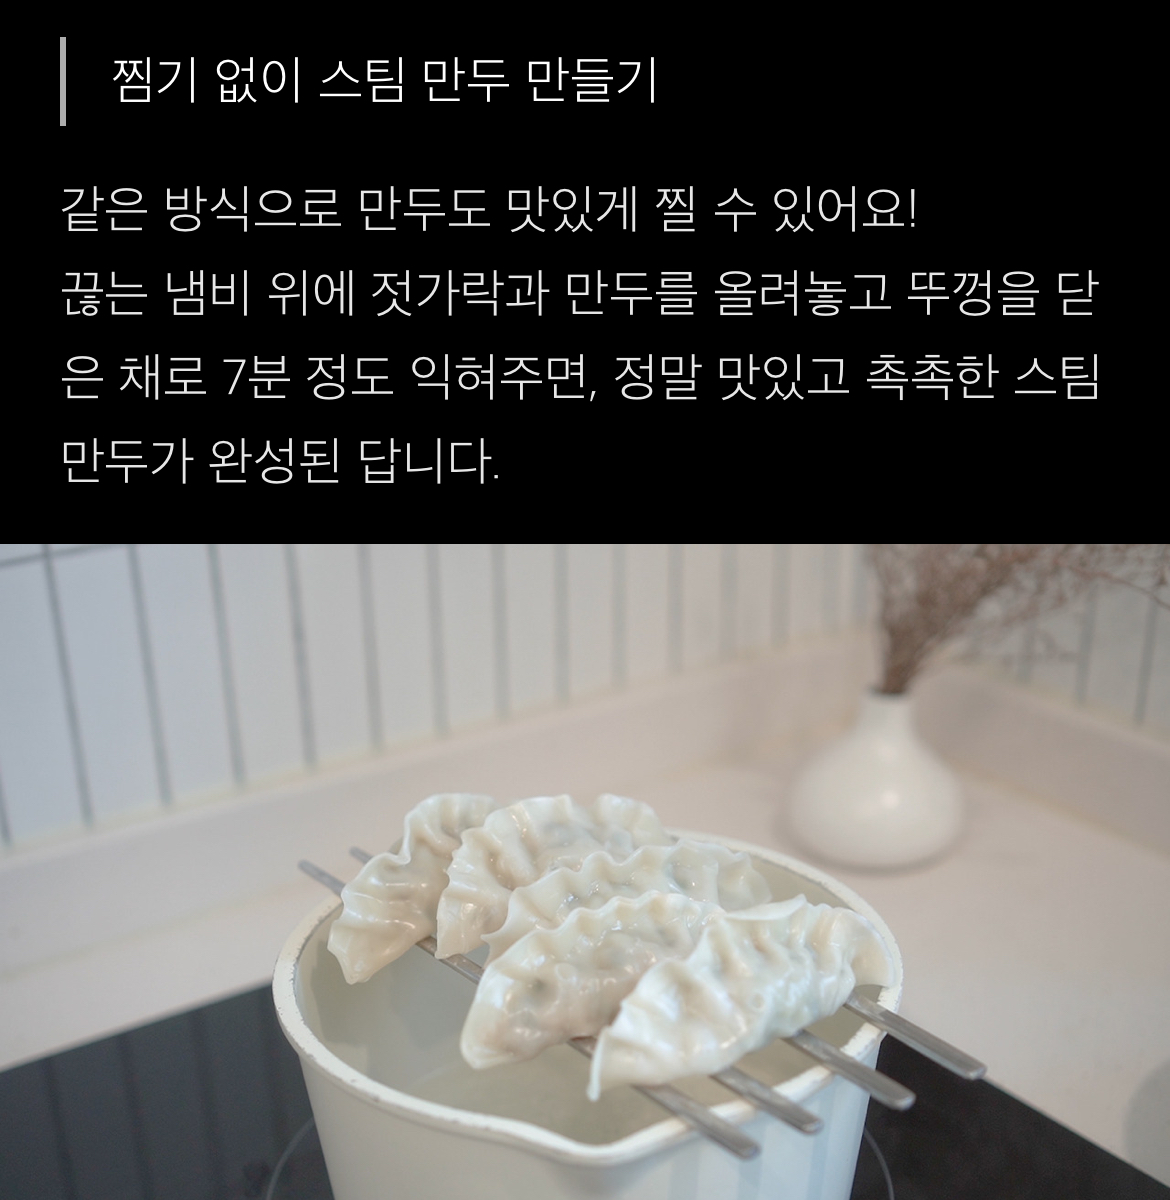 찜기 없이 스팀 만두 만들기
같은 방식으로 만두도 맛있게 찔 수 있어요!
끓는 냄비 위에 젓가락과 만두를 올려놓고 뚜껑을 닫
은 채로 7분 정도 익혀주면, 정말 맛있고 촉촉한 스팀
만두가 완성된 답니다.